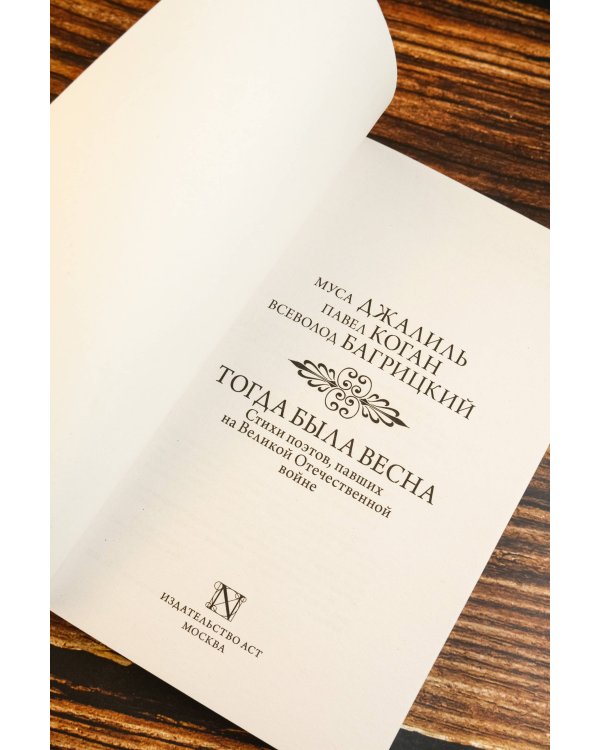 МУСА ДЖАЛИЛЬ
ПАВЕЛ КОГАН
ВСЕВОЛОД БАГРИЦКИЙ
ТОГДА БЫЛА ВЕСНА
Стихи поэтов, павших
на Великой Отечественной
войне
ИЗДАТЕЛЬСТВО АСТ
МОСКВА